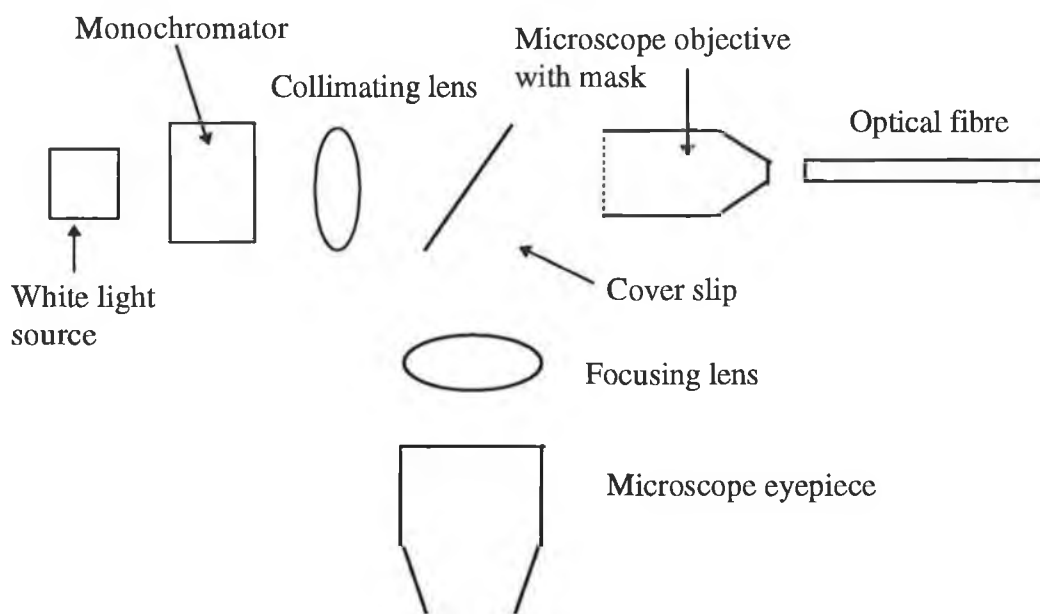 Monochromator
Microscope objective
with mask
Collimating lens
Optical fibre
White light
source
Cover slip
Focusing lens
Microscope eyepiece